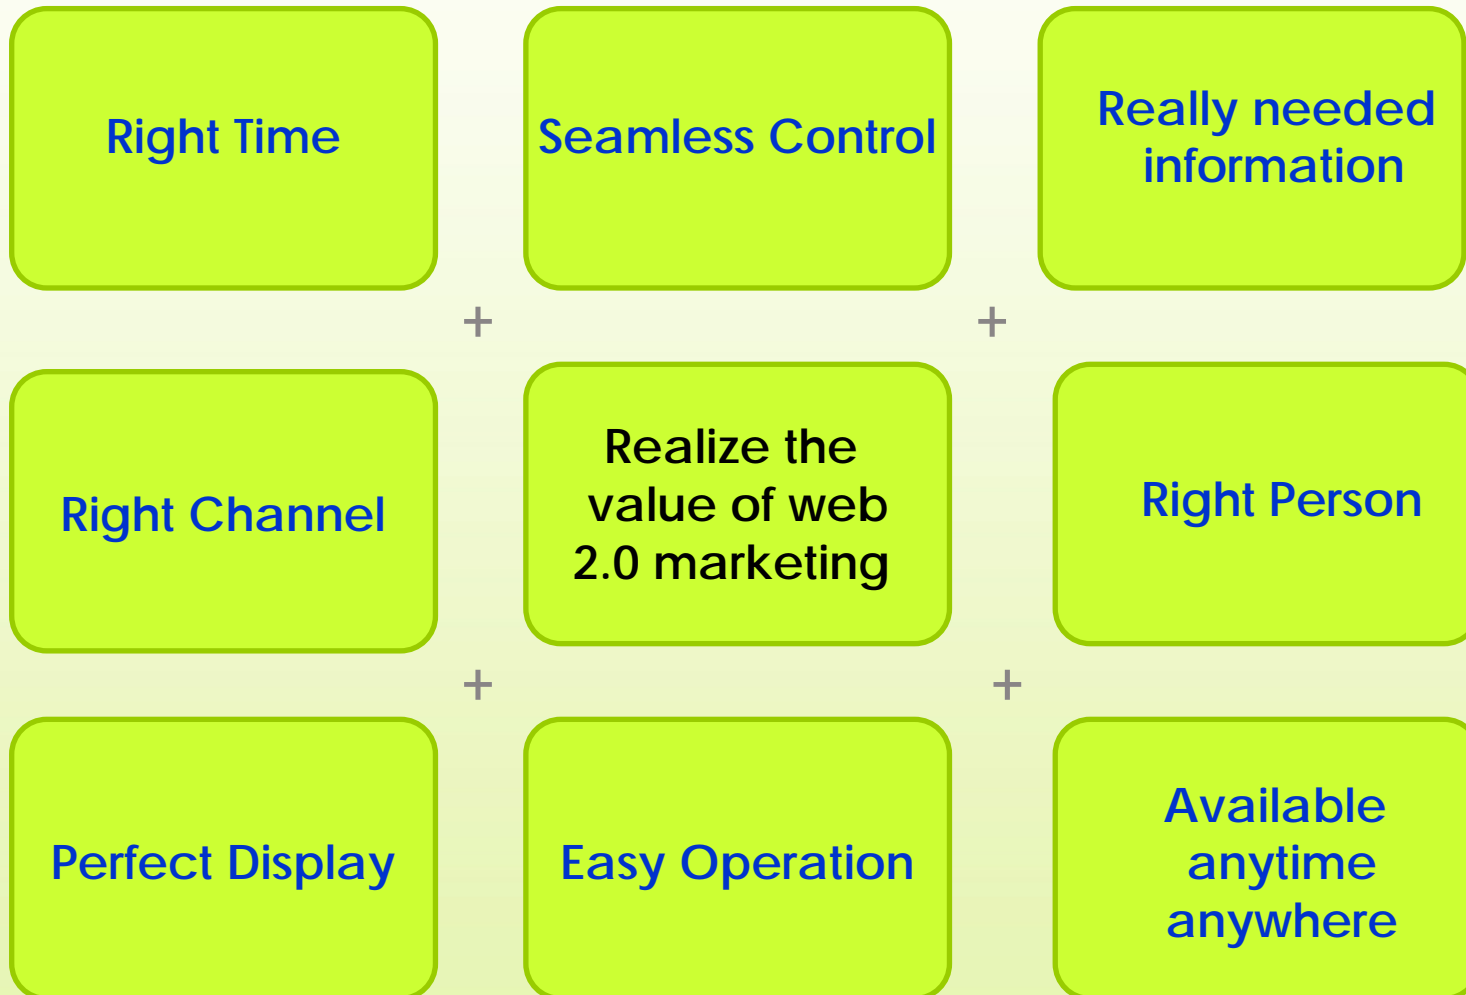 Right Time
Seamless Control
Really needed
information
+
+
Right Channel
Realize the
value of web
2.0 marketing
Right Person
+
+
Perfect Display
Easy Operation
Available
anytime
anywhere